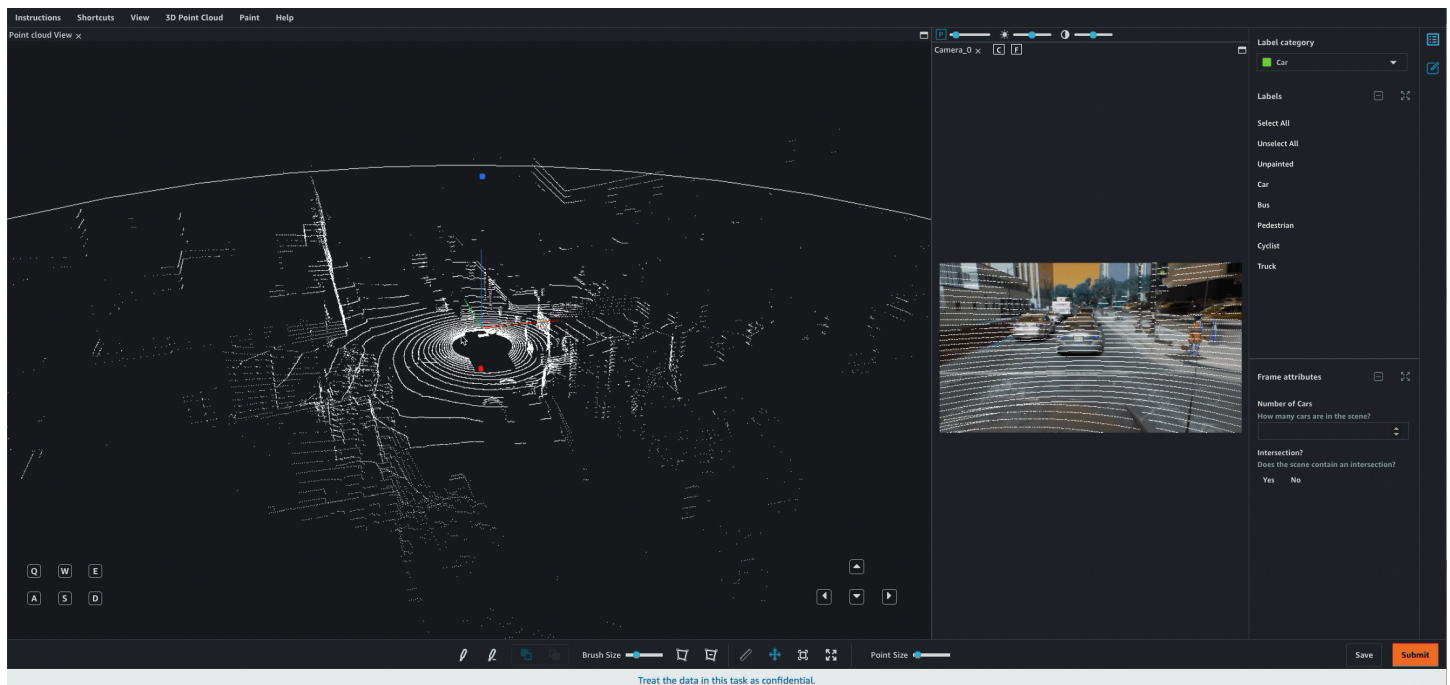 Instructions Shortcuts View 3D Point Cloud Paint Help
Point cloud View x
P
Camera_0 x C F
Label category
Car
Labels
Select All
Unselect All
Unpainted
Car
Bus
Pedestrian
Cyclist
Truck
Frame attributes
Number of Cars
How many cars are in the scene?
Intersection?
Does the scene contain an intersection?
Yes No
Q W E
A S D
Brush Size
Point Size
Save Submit
Treat the data in this task as confidential.